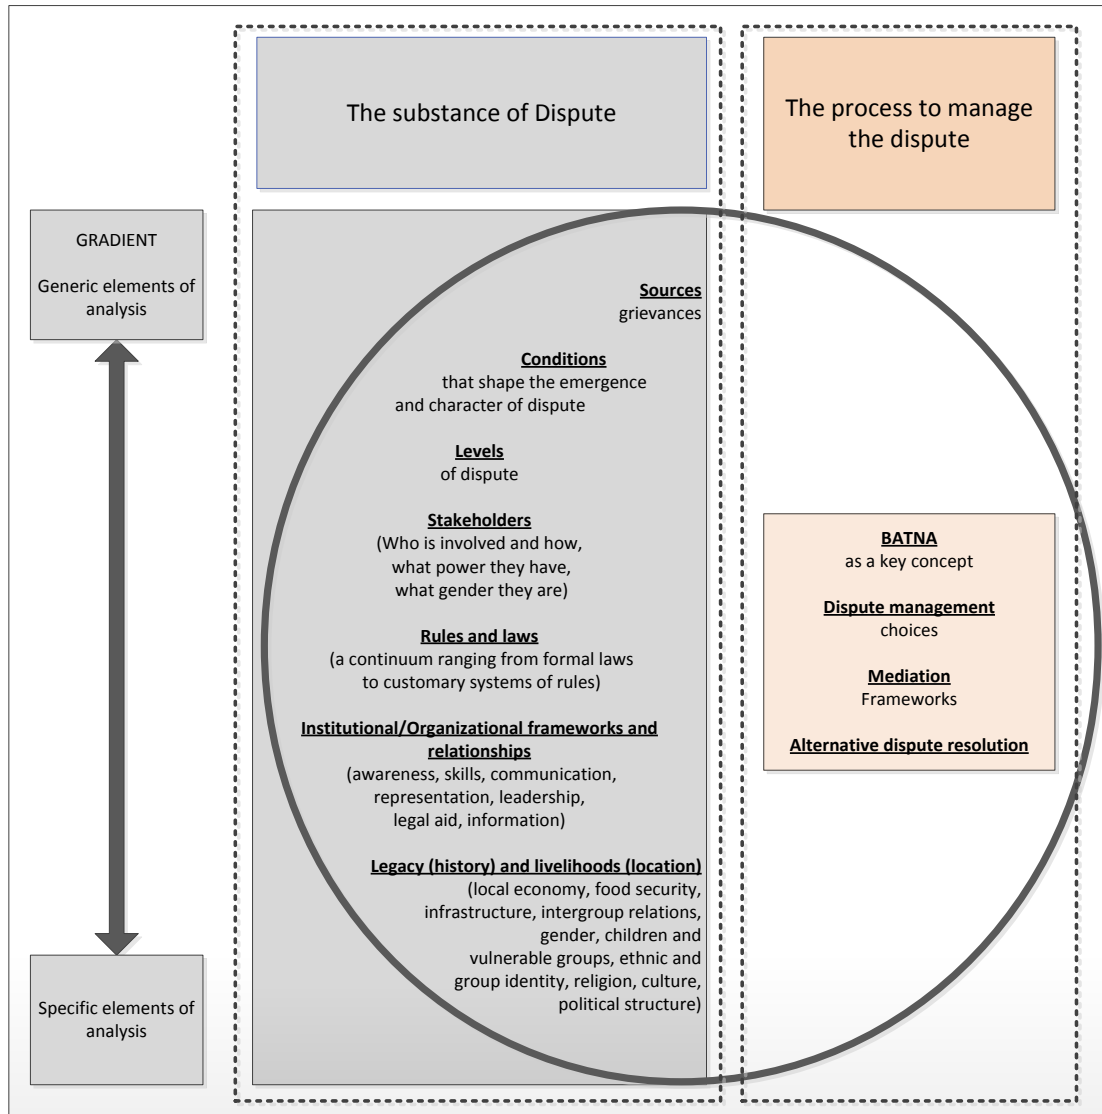 The substance of Dispute
The process to manage
the dispute
GRADIENT
Generic elements of
analysis
Specific elements of
analysis
Sources
grievances
Conditions
that shape the emergence
and character of dispute
Levels
of dispute
Stakeholders
(Who is involved and how,
what power they have,
what gender they are)
Rules and laws
(a continuum ranging from formal laws
to customary systems of rules)
Institutional/Organizational frameworks and
relationships
(awareness, skills, communication,
representation, leadership,
legal aid, information)
Legacy (history) and livelihoods (location)
(local economy, food security,
infrastructure, intergroup relations,
gender, children and
vulnerable groups, ethnic and
group identity, religion, culture,
political structure)
BATNA
as a key concept
Dispute management
choices
Mediation
Frameworks
Alternative dispute resolution